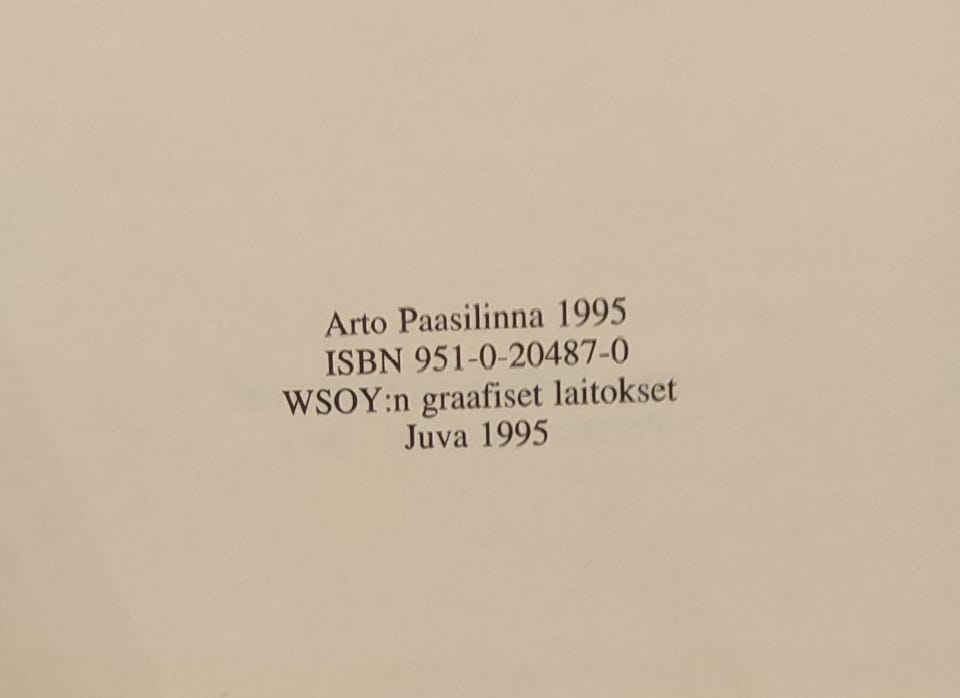 Arto Paasilinna 1995
ISBN 951-0-20487-0
WSOY:n graafiset laitokset
Juva 1995